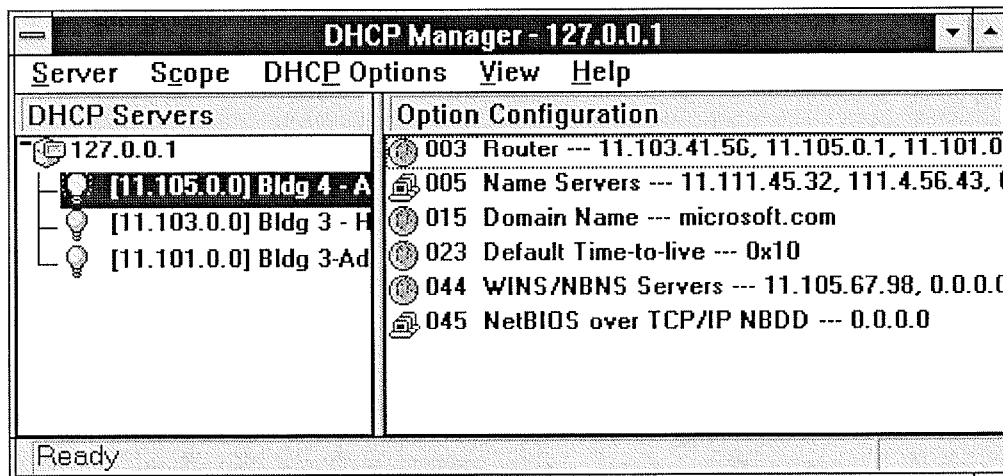 DHCP Manager - 127.0.0.1
Server Scope DHCP Options View Help
DHCP Servers
Option Configuration
127.0.0.1
[11.105.0.0] Bldg 4 - A
[11.103.0.0] Bldg 3 - H
[11.101.0.0] Bldg 3-Ad
003 Router --- 11.103.41.56, 11.105.0.1, 11.101.0
005 Name Servers --- 11.111.45.32, 111.4.56.43,
015 Domain Name --- microsoft.com
023 Default Time-to-live --- 0x10
044 WINS/NBNS Servers --- 11.105.67.98, 0.0.0.0
045 NetBIOS over TCP/IP NBDD --- 0.0.0.0
Ready